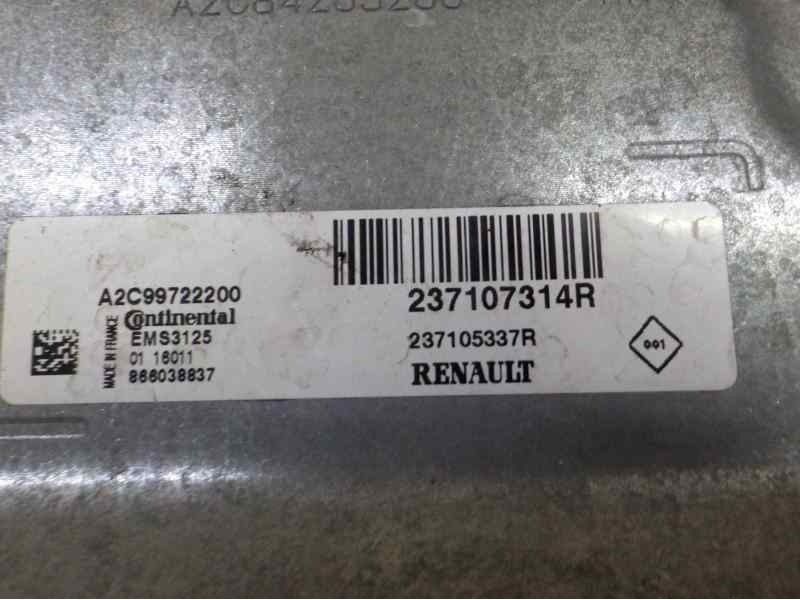 A2C99722200
Continental
EMS3125
01 16011
866038837
MADE IN FRANCE
237107314R
237105337R
RENAULT
001